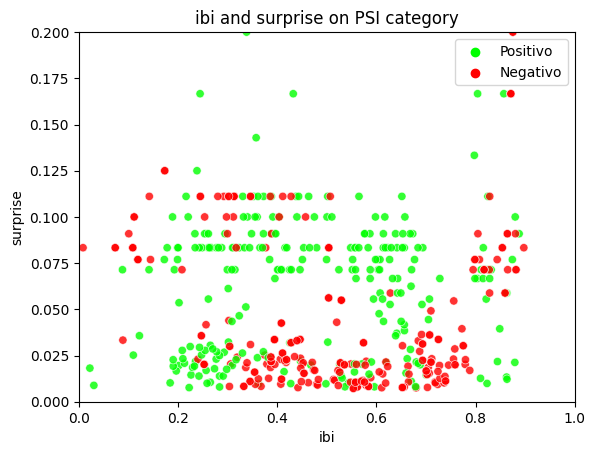 ibi and surprise on PSI category
Positivo
Negativo
surprise
0.200
0.175
0.150
0.125
0.100
0.075
0.050
0.025
0.000
0.0 0.2 0.4 0.6 0.8 1.0
ibi